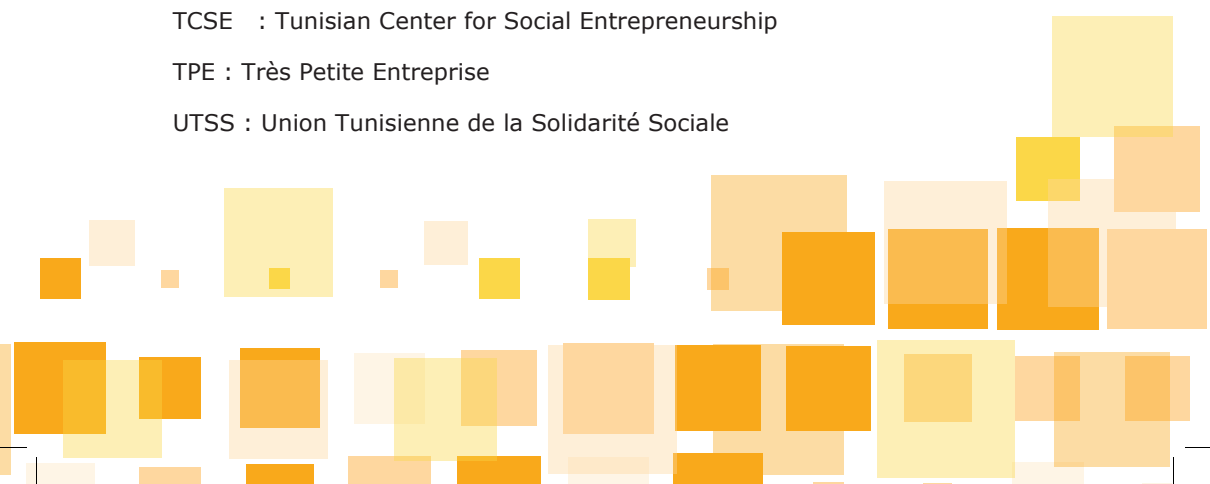 TCSE : Tunisian Center for Social Entrepreneurship
TPE : Très Petite Entreprise
UTSS : Union Tunisienne de la Solidarité Sociale